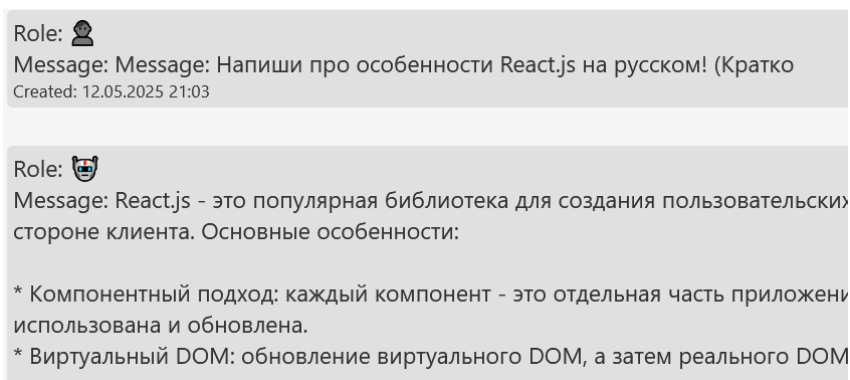 Role:
Message: Message: Напиши про особенности React.js на русском! (Кратко
Created: 12.05.2025 21:03
Role:
Message: React.js - это популярная библиотека для создания пользовательских
стороне клиента. Основные особенности:
* Компонентный подход: каждый компонент - это отдельная часть приложени
использована и обновлена.
* Виртуальный DOM: обновление виртуального DOM, а затем реального DOM